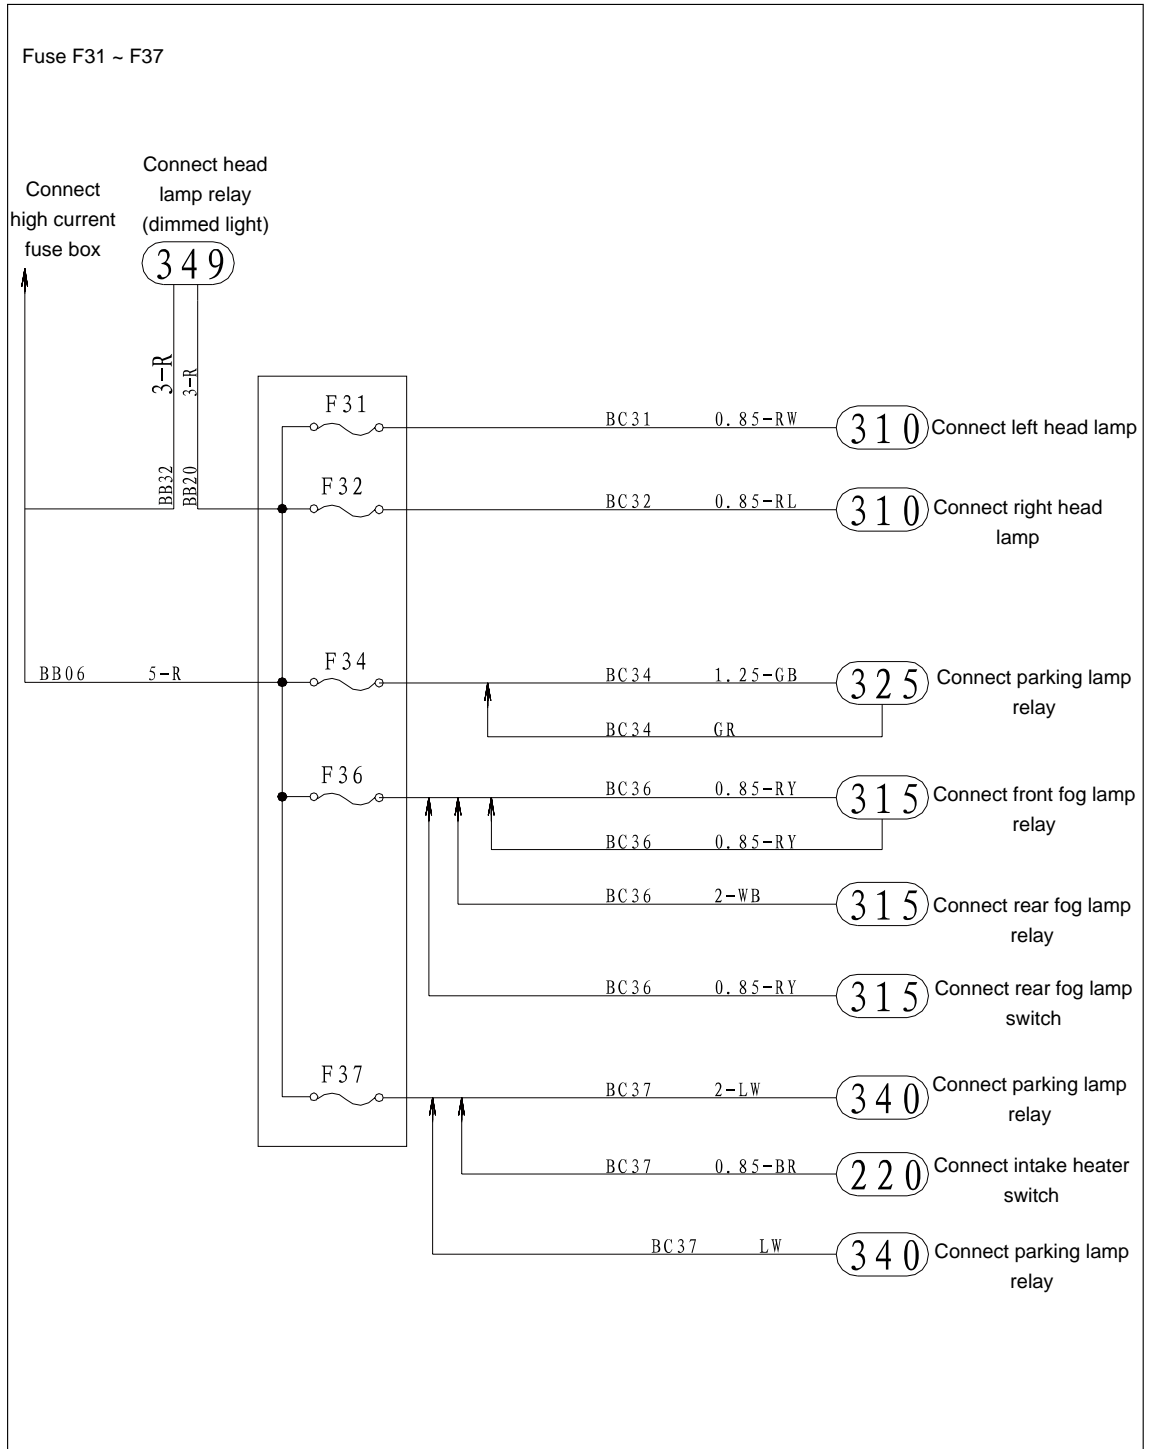 Fuse F31 ~ F37
Connect
high current
fuse box
Connect head
lamp relay
(dimmed light)
349
3-R
3-R
BB32
BB20
F31
BC31 0.85-RW
310
Connect left head lamp
F32
BC32 0.85-RL
310
Connect right head
lamp
BB06 5-R
F34
BC34 1.25-GB
325
Connect parking lamp
relay
BC34 GR
F36
BC36 0.85-RY
315
Connect front fog lamp
relay
BC36 0.85-RY
BC36 2-WB
315
Connect rear fog lamp
relay
BC36 0.85-RY
315
Connect rear fog lamp
switch
F37
BC37 2-LW
340
Connect parking lamp
relay
BC37 0.85-BR
220
Connect intake heater
switch
BC37 LW
340
Connect parking lamp
relay